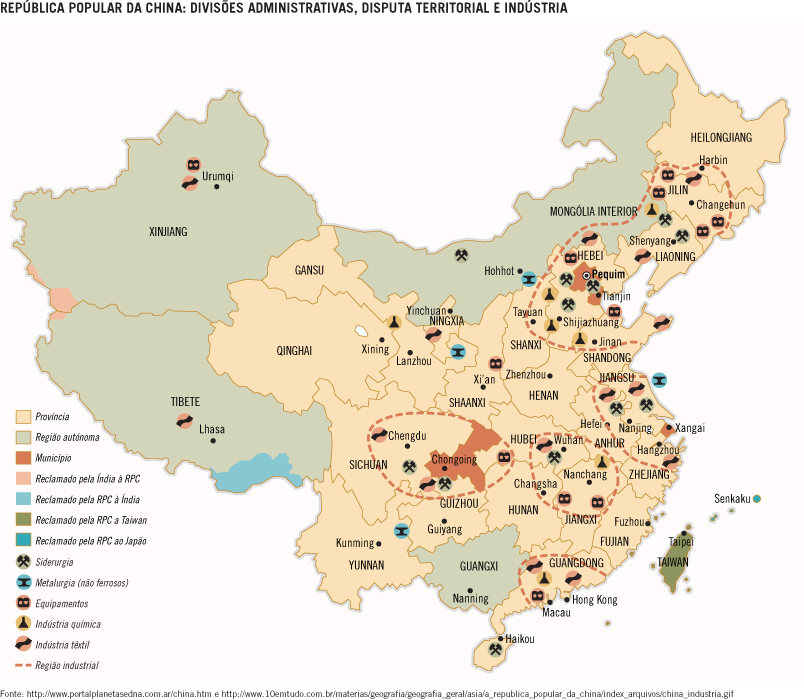 REPÚBLICA POPULAR DA CHINA: DIVISÕES ADMINISTRATIVAS, DISPUTA TERRITORIAL E INDÚSTRIA
HEILONGJIANG
Harbin
JILIN
Changehun
Urumqi
MONGÓLIA INTERIOR
XINJIANG
Shenyang
LIAONING
HEBEI
Hohhot
Pequim
GANSU
Tianjin
Yinchuan
NINGXIA
Tayuan
Shijiazhuang
QINGHAI
Xining
Lanzhou
SHANXI
Jinan
SHANDONG
Xi'an
Zhenzhou
JIANGSU
SHAANXI
HENAN
TIBETE
Lhasa
Hefei
Nanjing
Xangai
Chengdu
HUBEI
Wuhan
ANHUR
Hangzhou
SICHUAN
Chongoing
Nanchang
ZHEJIANG
Changsha
Senkaku
GUIZHOU
HUNAN
JIANGXI
Guiyang
Fuzhou
Kunming
FUJIAN
Taipei
YUNNAN
GUANGXI
GUANGDONG
TAIWAN
Nanning
Hong Kong
Macau
Haikou
Província
Região autónoma
Município
Reclamado pela Índia à RPC
Reclamado pela RPC à Índia
Reclamado pela RPC a Taiwan
Reclamado pela RPC ao Japão
Siderurgia
Metalurgia (não ferrosos)
Equipamentos
Indústria química
Indústria têxtil
Região industrial
Fonte: http://www.portalplanetasedna.com.ar/china.htm e http://www.10emtudo.com.br/materias/geografia/geografia_geral/asia/a_republica_popular_da_china/index_arquivos/china_industria.gif